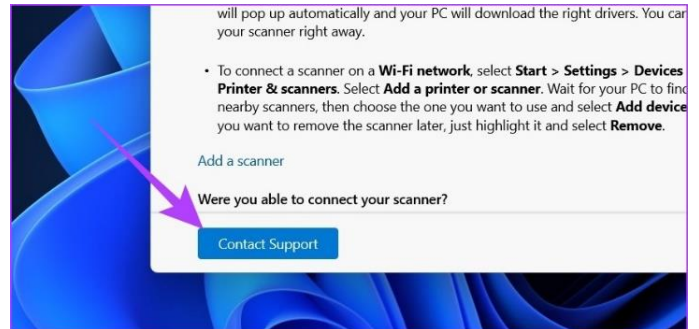 will pop up automatically and your PC will download the right drivers. You can
your scanner right away.
• To connect a scanner on a Wi-Fi network, select Start > Settings > Devices
Printer & scanners. Select Add a printer or scanner. Wait for your PC to find
nearby scanners, then choose the one you want to use and select Add device
you want to remove the scanner later, just highlight it and select Remove.
Add a scanner
Were you able to connect your scanner?
Contact Support